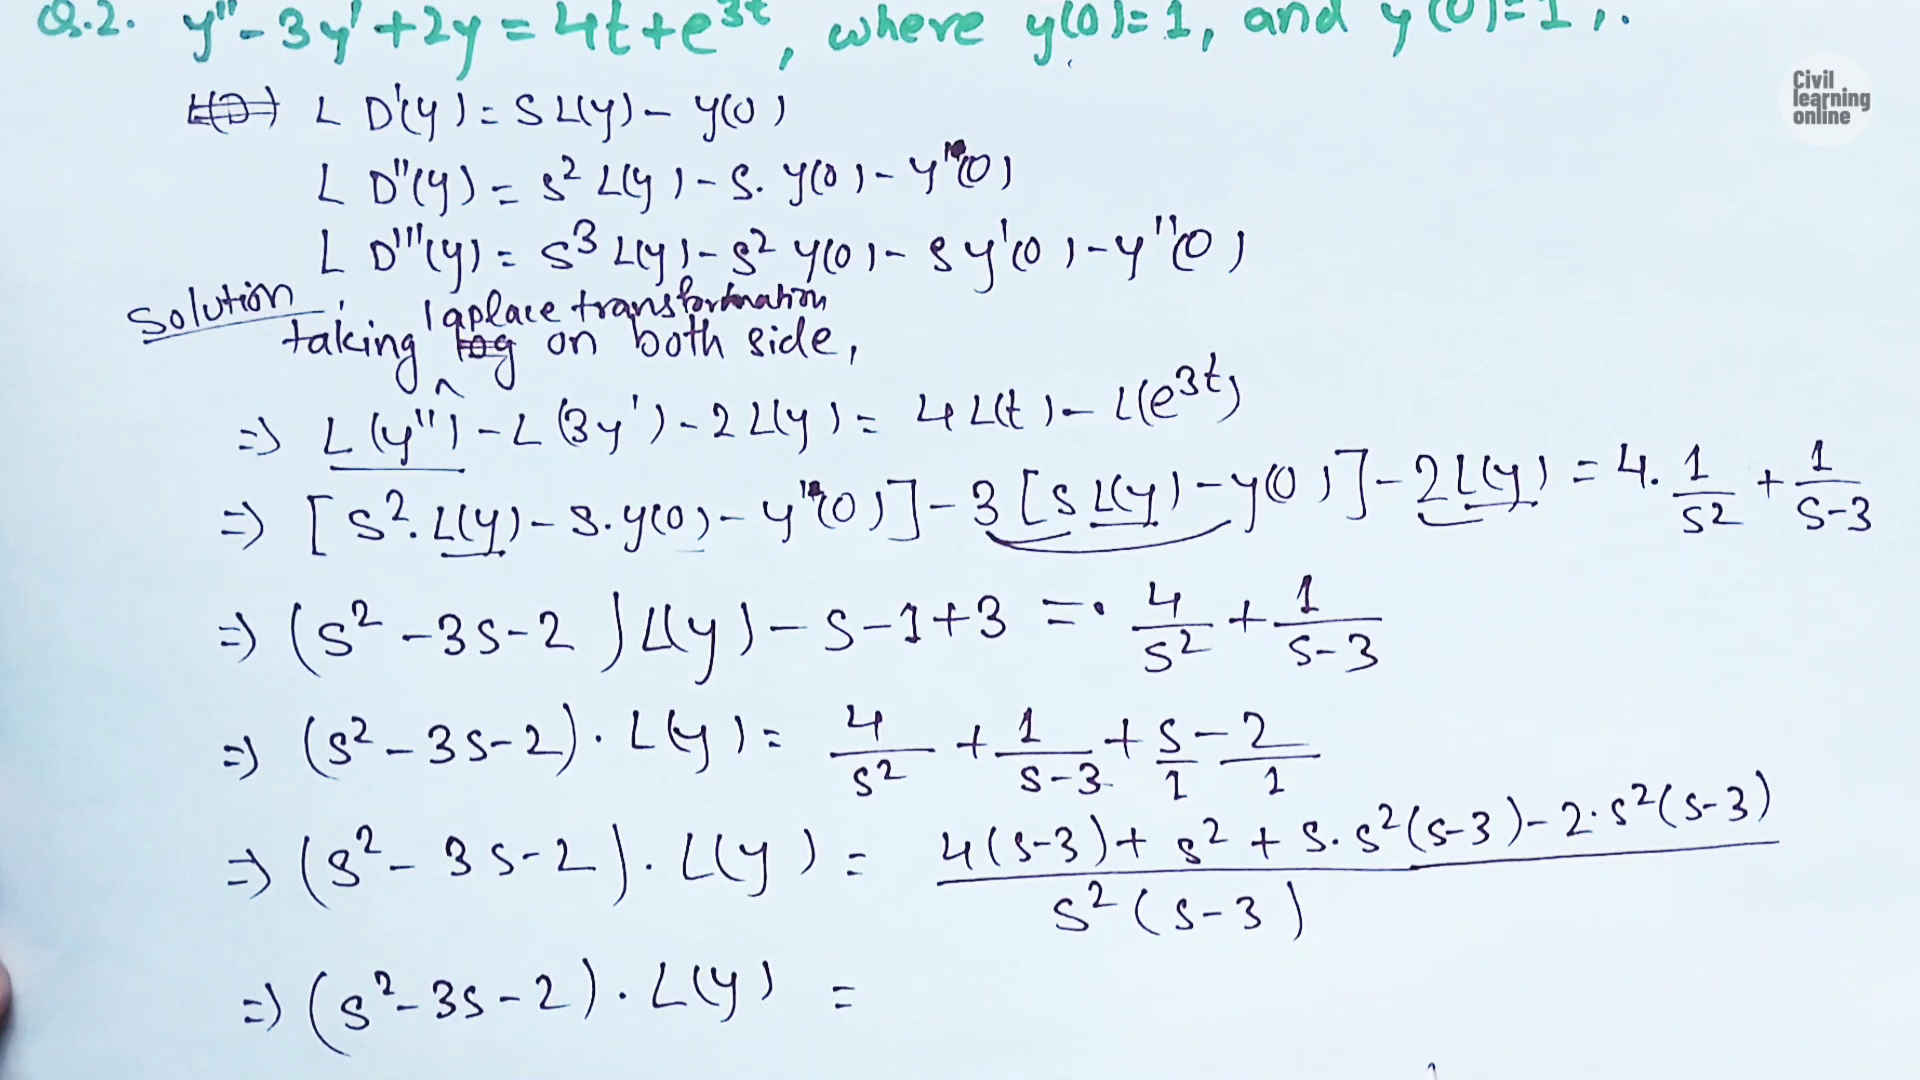 Q.2. y''-3y'+2y=4t+e^3t, where y(0)=1, and y(0)=1,.
Civil
learning
online
L D'(y)=SL(y)-y(0)
L D''(y)=s² L(y)-s.y(0)-y'(0)
L D'''(y)=s³ L(y)-s² y(0)-sy'(0)-y''(0)
Solution
laplace transformation
taking log on both side,
=> L(y'')-L(3y')-2L(y)=4L(t)-L(e^3t)
=> [s².L(y)-s.y(0)-y'(0)]-3[sL(y)-y(0)]-2L(y)=4.1/s²+1/s-3
=> (s²-3s-2)L(y)-s-1+3=.4/s²+1/s-3
=> (s²-3s-2).L(y)=4/s²+1/s-3+s/1-2/1
=> (s²-3s-2).L(y)=4(s-3)+s²+s.s²(s-3)-2.s²(s-3)/s²(s-3)
=> (s²-3s-2).L(y)=